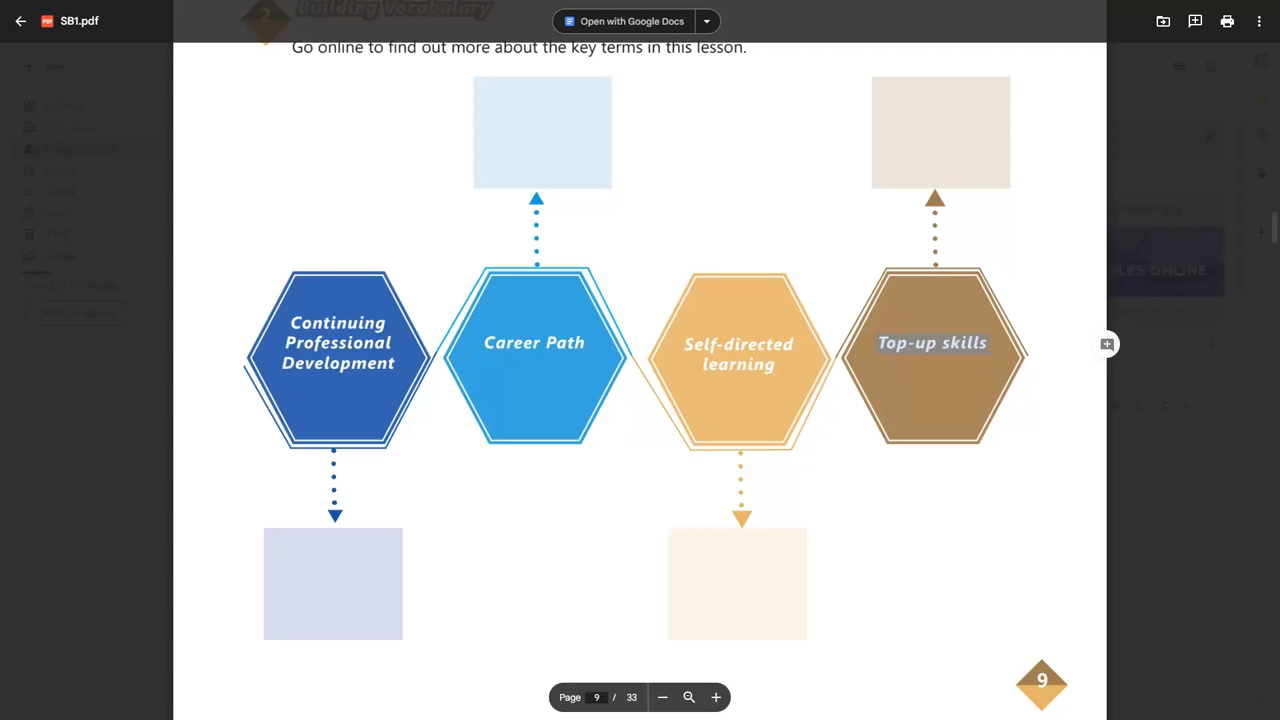 SB1.pdf
Open with Google Docs
2
Building Vocabulary
Go online to find out more about the key terms in this lesson.
Continuing
Professional
Development
Career Path
Self-directed
learning
Top-up skills
Page 9 / 33
9